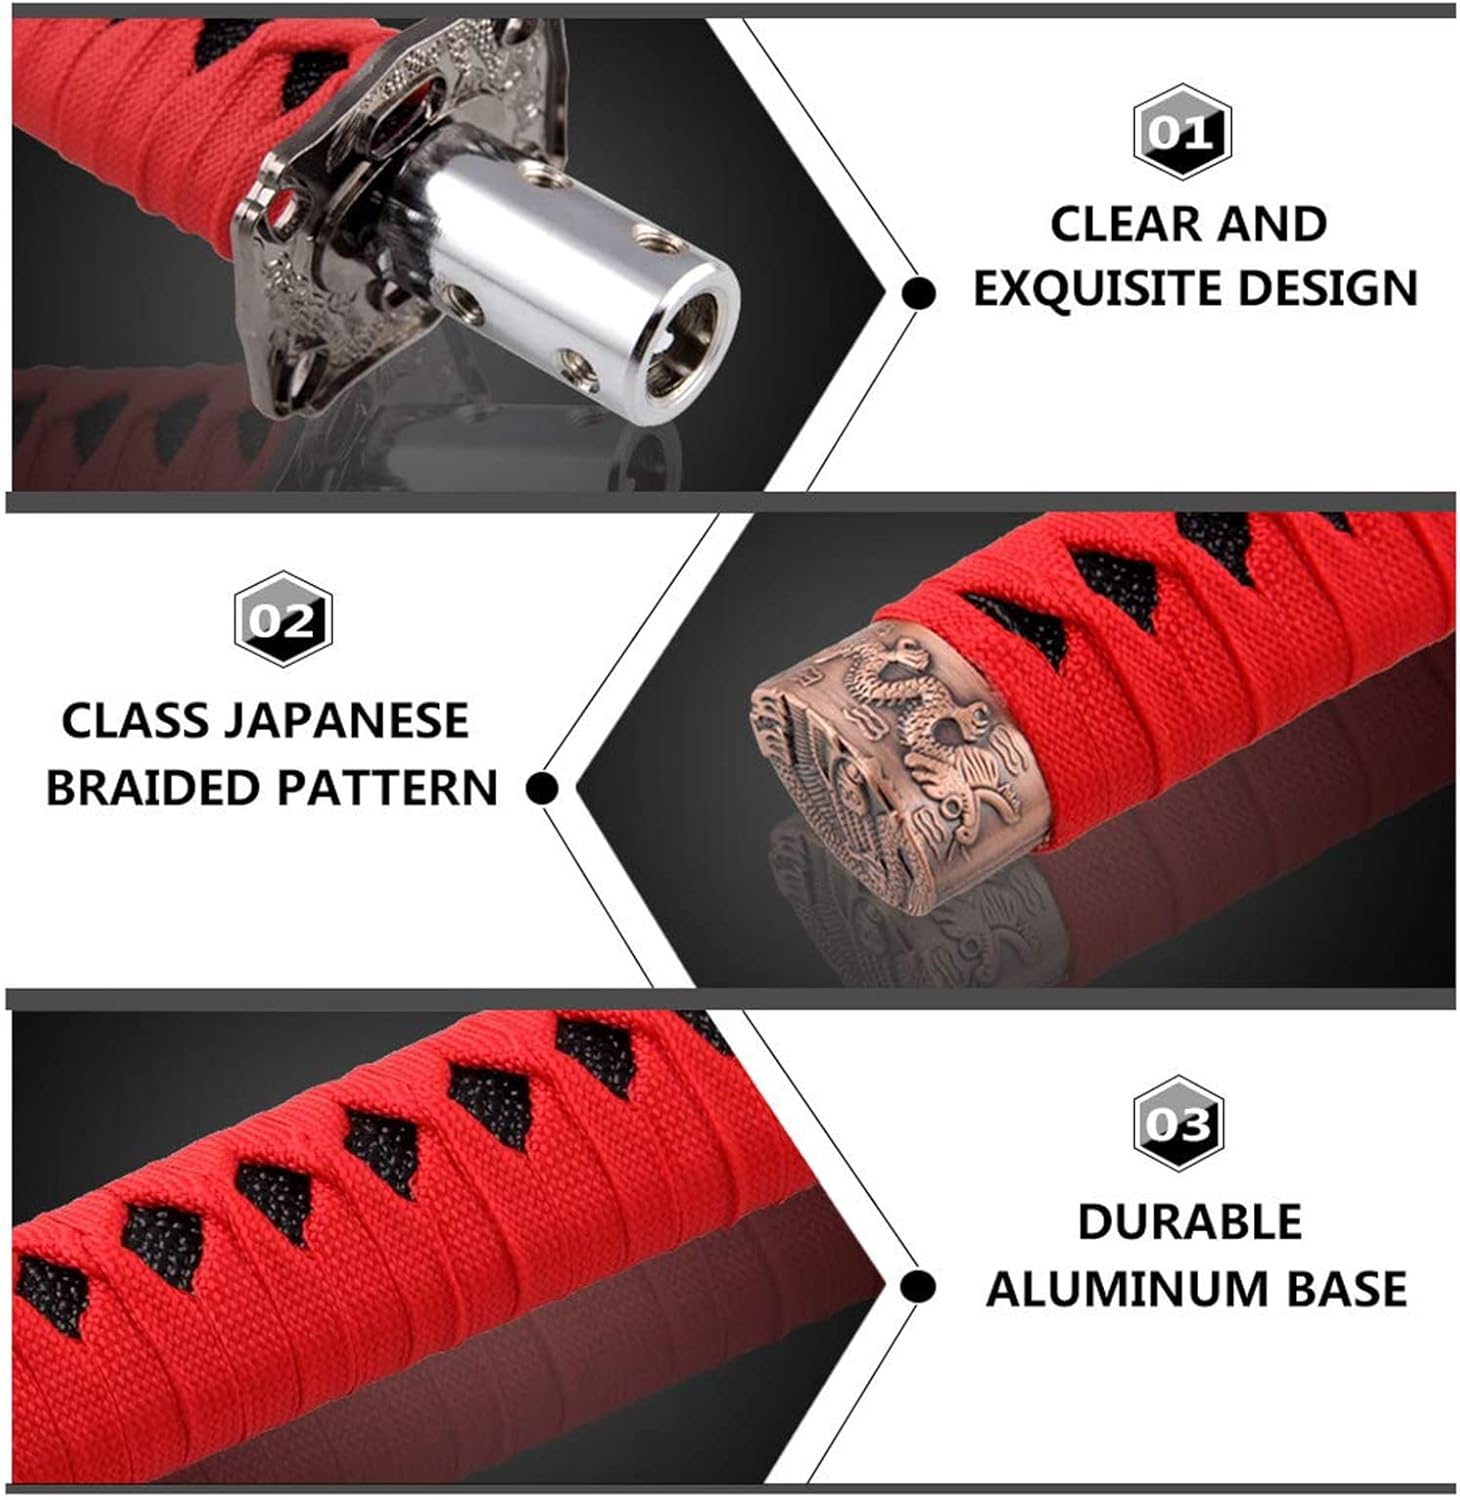 01
CLEAR AND
EXQUISITE DESIGN
02
CLASS JAPANESE
BRAIDED PATTERN
03
DURABLE
ALUMINUM BASE